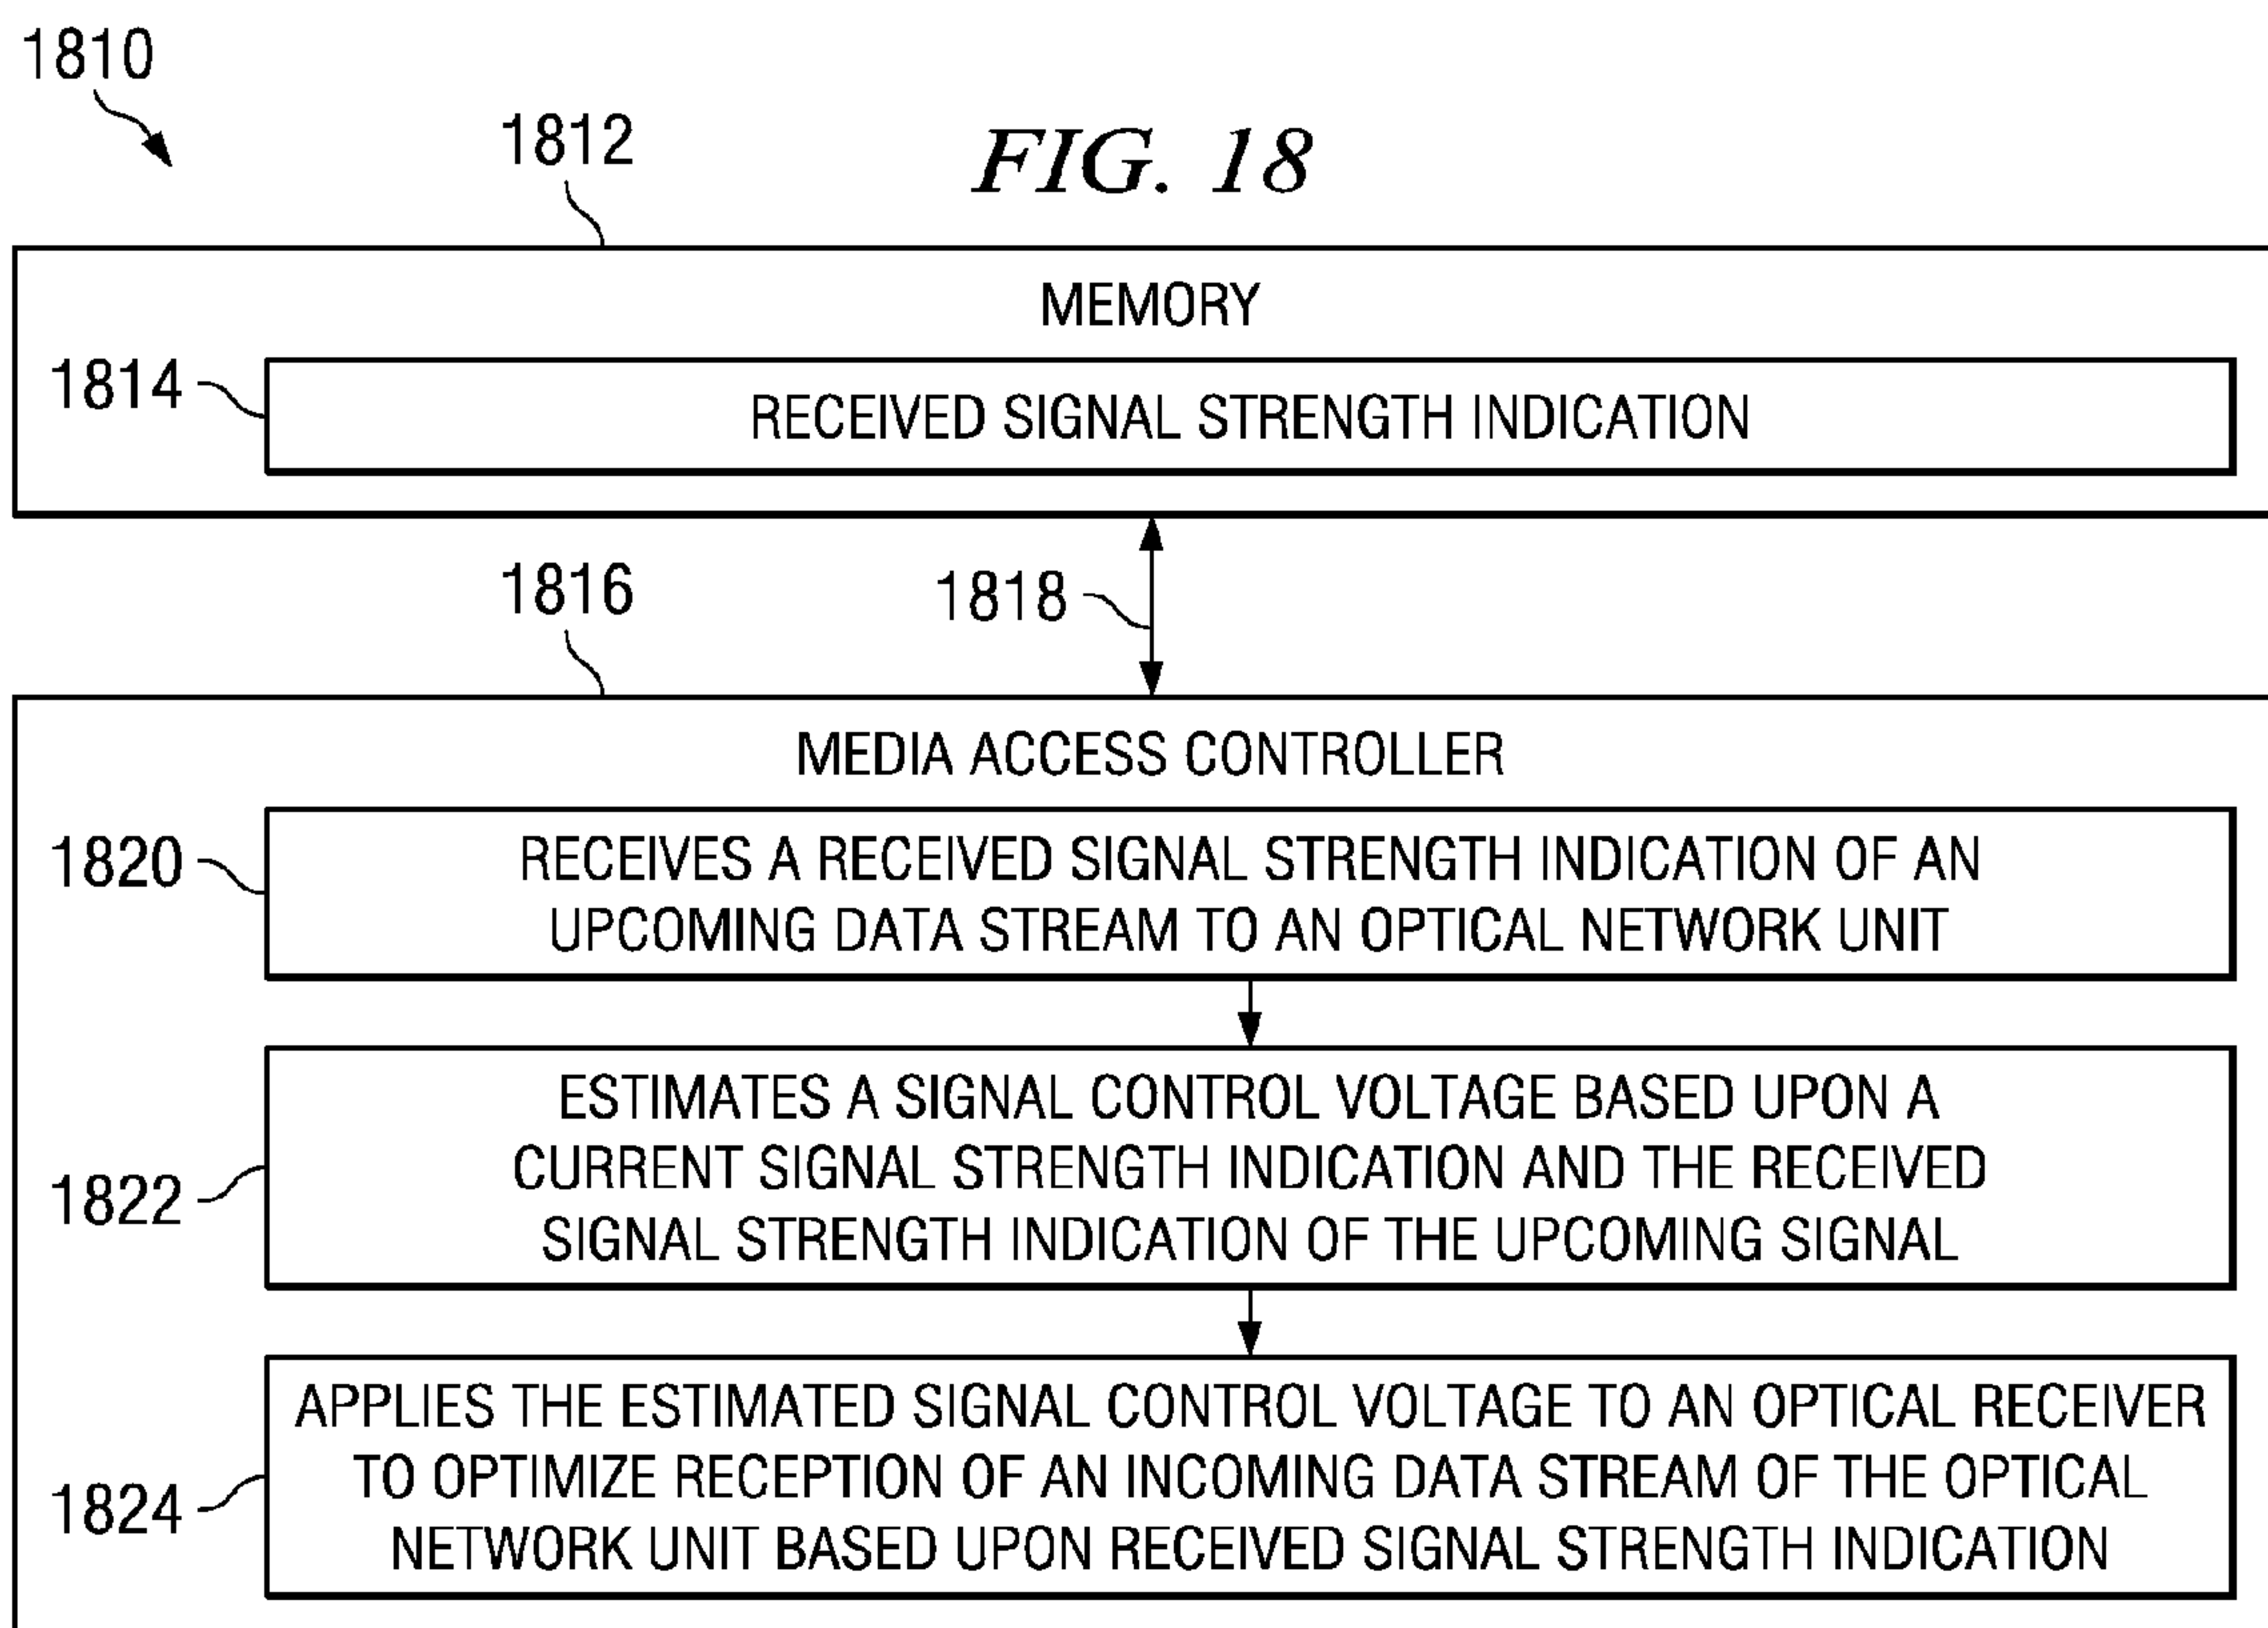 1810
1812
FIG. 18
MEMORY
1814
RECEIVED SIGNAL STRENGTH INDICATION
1816
1818
MEDIA ACCESS CONTROLLER
1820
RECEIVES A RECEIVED SIGNAL STRENGTH INDICATION OF AN
UPCOMING DATA STREAM TO AN OPTICAL NETWORK UNIT
1822
ESTIMATES A SIGNAL CONTROL VOLTAGE BASED UPON A
CURRENT SIGNAL STRENGTH INDICATION AND THE RECEIVED
SIGNAL STRENGTH INDICATION OF THE UPCOMING SIGNAL
1824
APPLIES THE ESTIMATED SIGNAL CONTROL VOLTAGE TO AN OPTICAL RECEIVER
TO OPTIMIZE RECEPTION OF AN INCOMING DATA STREAM OF THE OPTICAL
NETWORK UNIT BASED UPON RECEIVED SIGNAL STRENGTH INDICATION